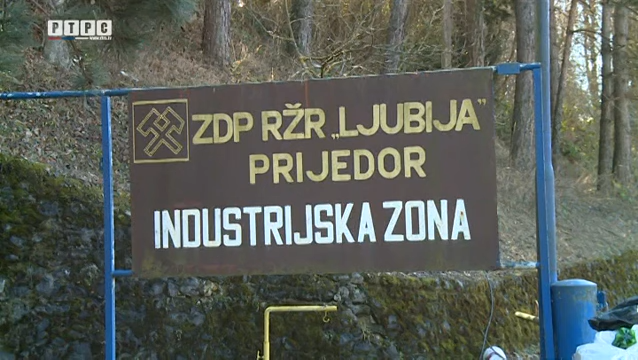 РТРС
ZDP RŽR „LJUBIJA”
PRIJEDOR
INDUSTRIJSKA ZONA